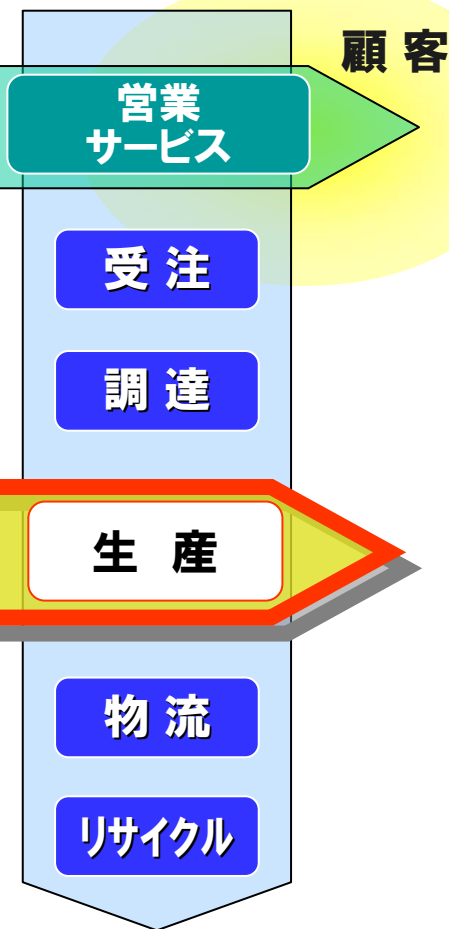 顧客
営業
サービス
受注
調達
生産
物流
リサイクル